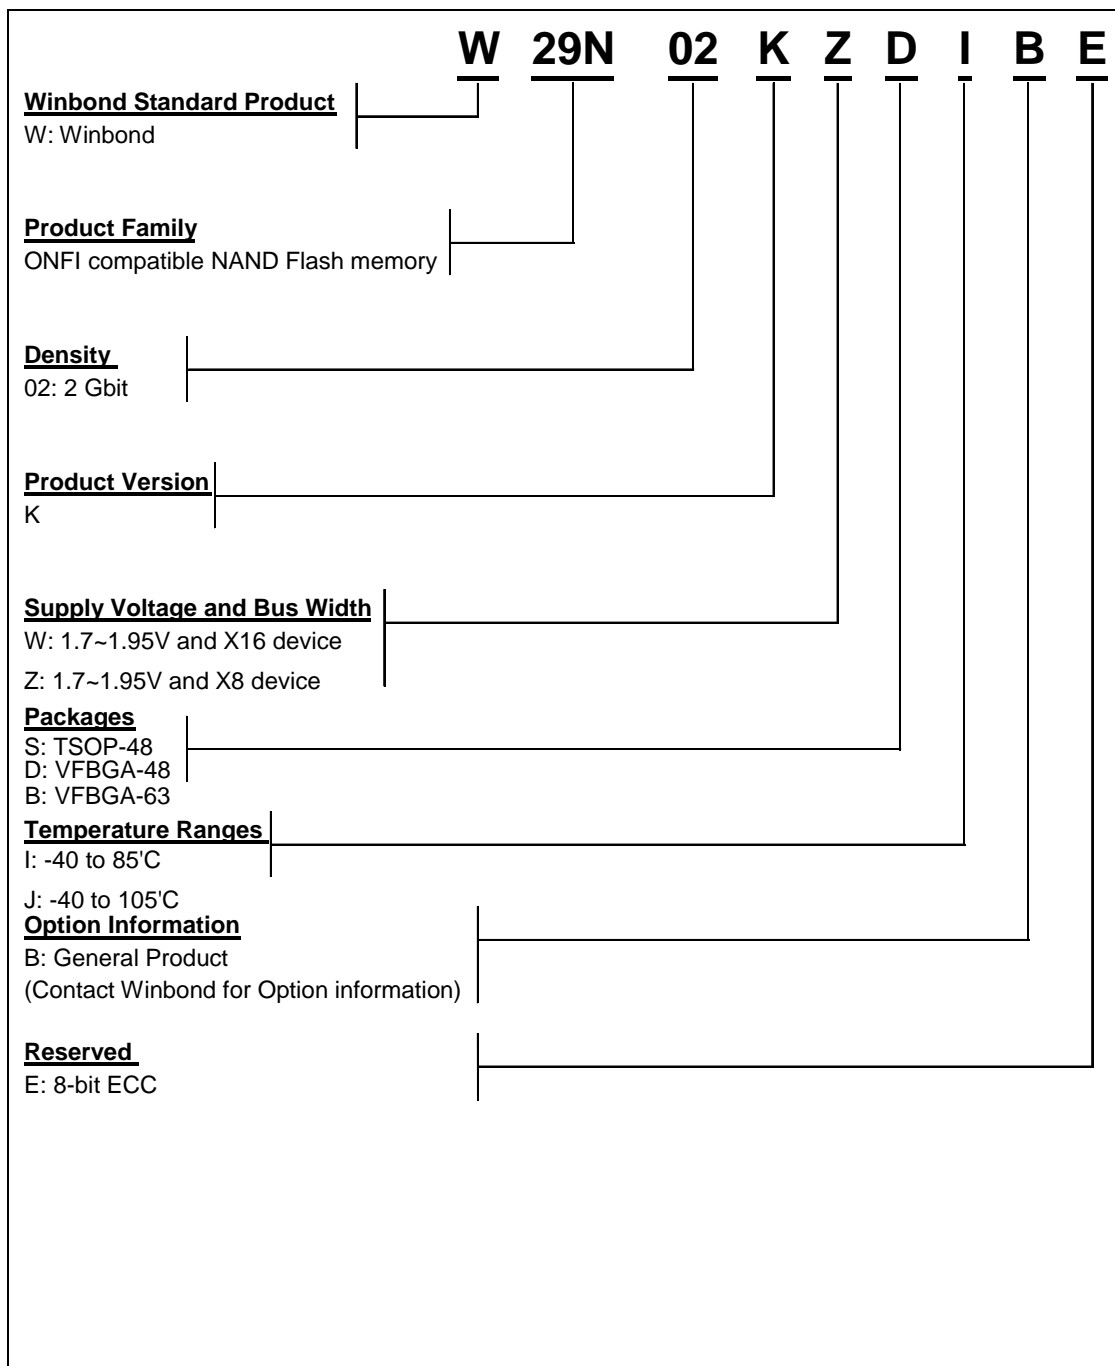 W 29N 02 K Z D I B E
Winbond Standard Product
W: Winbond
Product Family
ONFI compatible NAND Flash memory
Density
02: 2 Gbit
Product Version
K
Supply Voltage and Bus Width
W: 1.7~1.95V and X16 device
Z: 1.7~1.95V and X8 device
Packages
S: TSOP-48
D: VFBGA-48
B: VFBGA-63
Temperature Ranges
I: -40 to 85'C
J: -40 to 105'C
Option Information
B: General Product
(Contact Winbond for Option information)
Reserved
E: 8-bit ECC